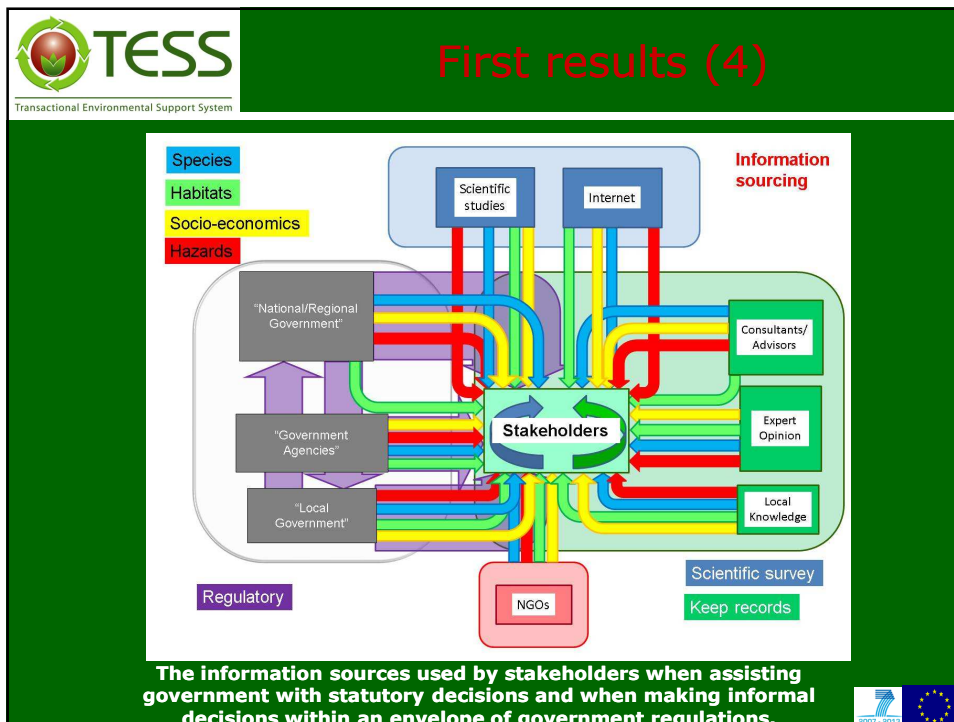 TESS
Transactional Environmental Support System
First results (4)
Species
Habitats
Socio-economics
Hazards
Information
sourcing
Scientific
studies
Internet
"National/Regional
Government"
Consultants/
Advisors
"Government
Agencies"
Stakeholders
Expert
Opinion
"Local
Government"
Local
Knowledge
Regulatory
NGOs
Scientific survey
Keep records
The information sources used by stakeholders when assisting
government with statutory decisions and when making informal
decisions within an envelope of government regulations.